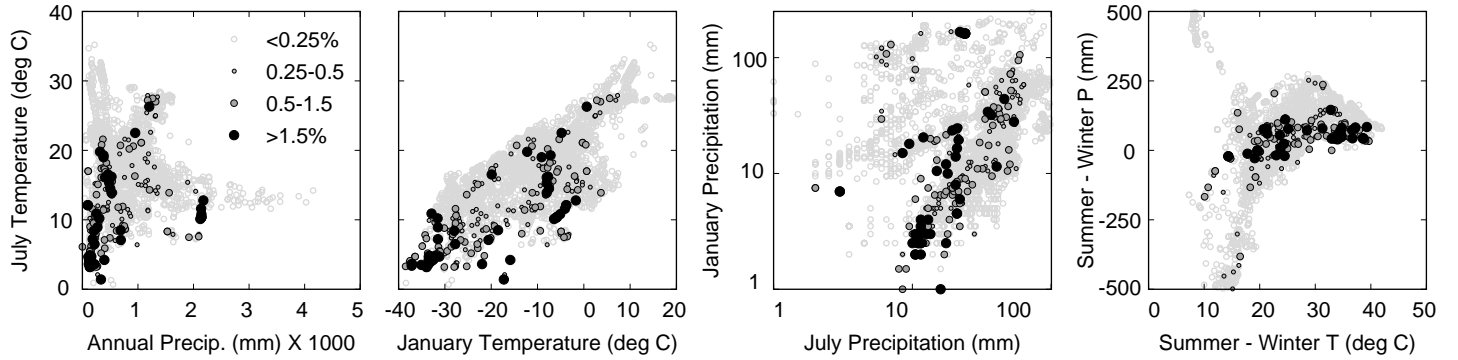 July Temperature (deg C)
40
30
20
10
0
<0.25%
0.25-0.5
0.5-1.5
>1.5%
0 1 2 3 4 5
Annual Precip. (mm) X 1000
-40 -30 -20 -10 0 10 20
January Temperature (deg C)
January Precipitation (mm)
100
10
1
1 10 100
July Precipitation (mm)
Summer - Winter P (mm)
500
250
0
-250
-500
0 10 20 30 40 50
Summer - Winter T (deg C)